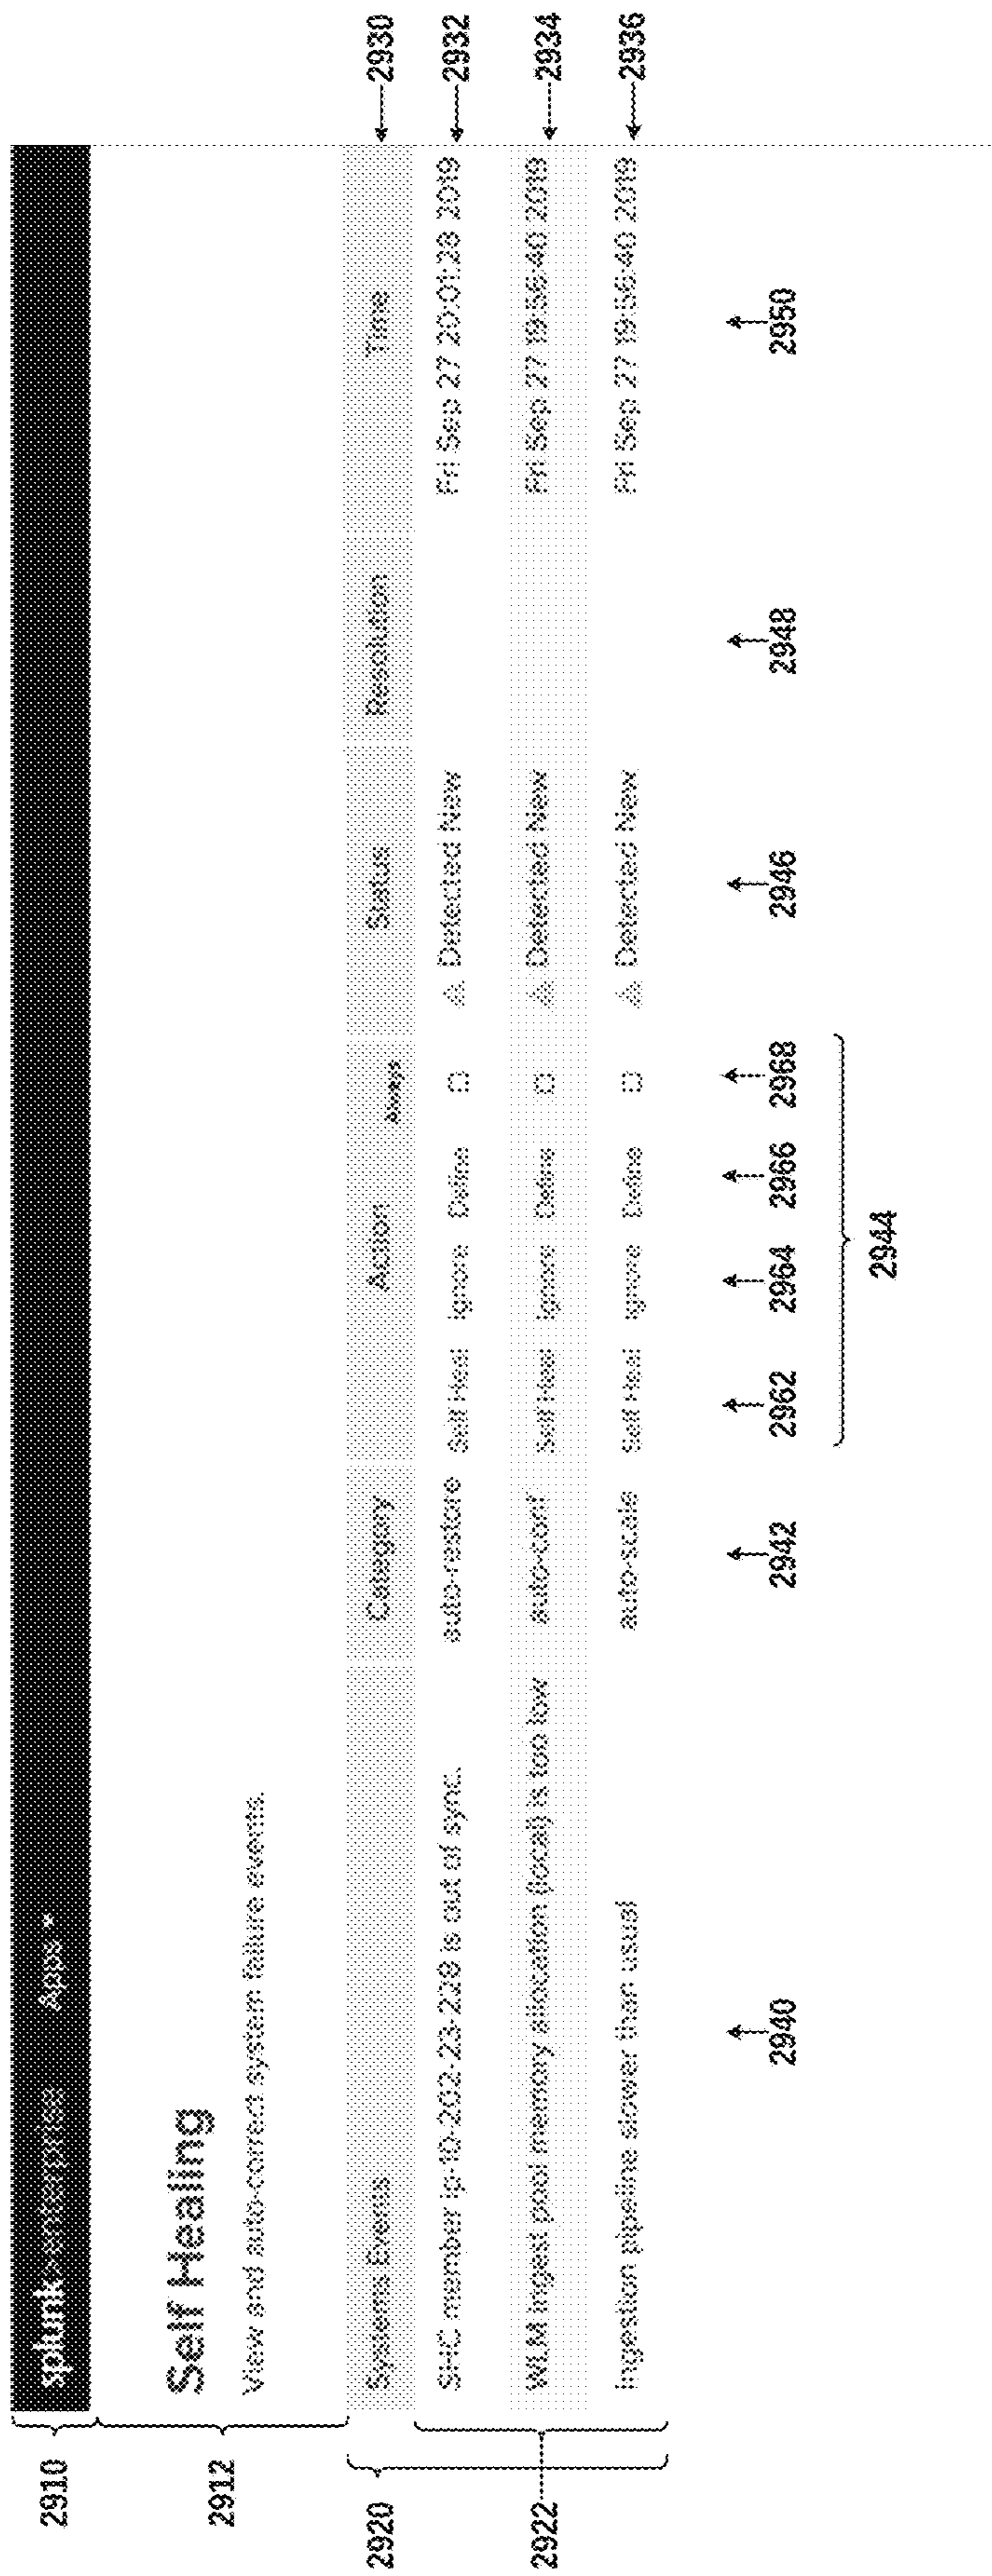 2910
splunk>enterprise Apps
2912
Self Healing
View and auto-correct system failure events.
2920
Systems Events Category Action Always Status Resolution Time
2930
2922
SHC member ip-10-202-23-228 is out of sync. auto-restore Self Heal Ignore Define Detected New Fri Sep 27 20:01:28 2019
2932
WLM ingest pool memory allocation (local) is too low auto-conf Self Heal Ignore Define Detected New Fri Sep 27 19:56:40 2019
2934
Ingestion pipeline slower than usual auto-scale Self Heal Ignore Define Detected New Fri Sep 27 19:56:40 2019
2936
2940 2942 2962 2964 2966 2968 2946 2948 2950
2944